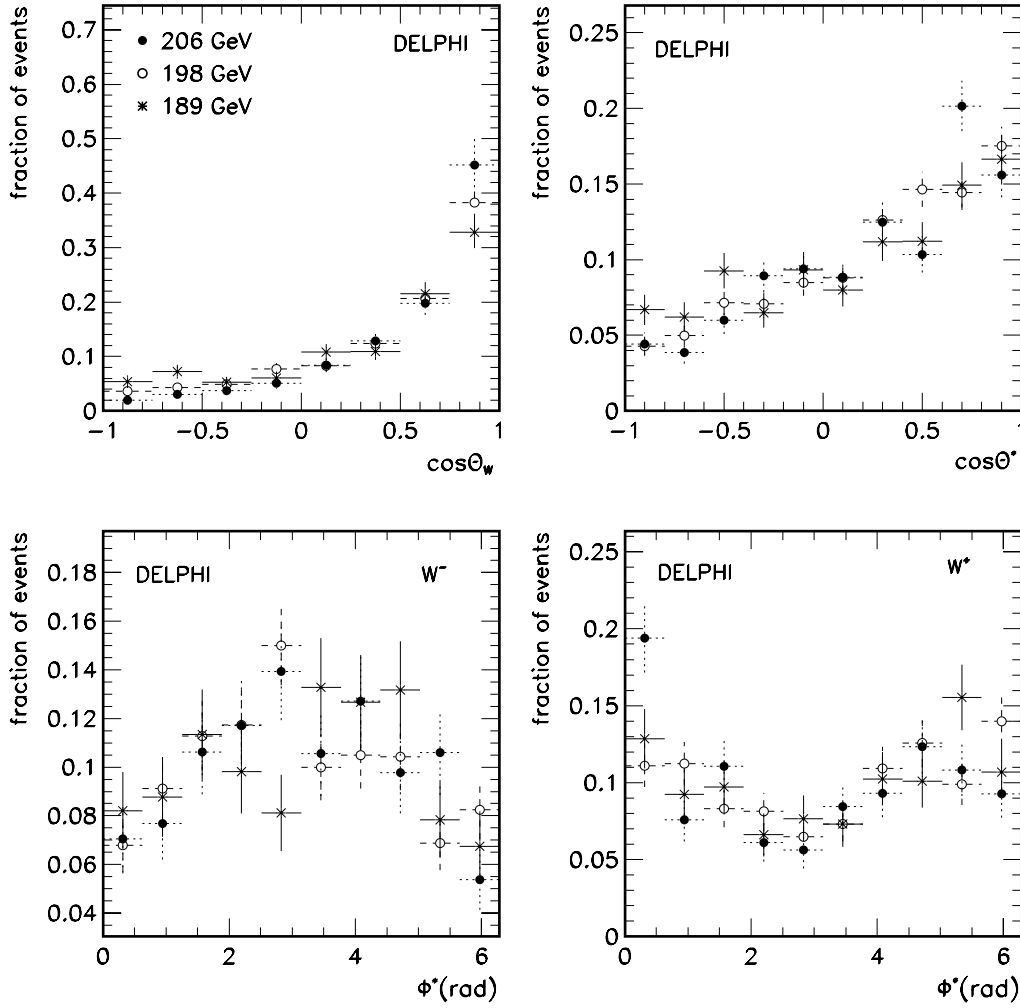 fraction of events
0.7
0.6
0.5
0.4
0.3
0.2
0.1
0
206 GeV
198 GeV
189 GeV
DELPHI
−1 −0.5 0 0.5 1
cosΘ_W
fraction of events
0.25
0.2
0.15
0.1
0.05
0
DELPHI
−1 −0.5 0 0.5 1
cosΘ*
fraction of events
0.18
0.16
0.14
0.12
0.1
0.08
0.06
0.04
DELPHI W⁻
0 2 4 6
Φ*(rad)
fraction of events
0.25
0.2
0.15
0.1
0.05
0
DELPHI W⁺
0 2 4 6
Φ*(rad)